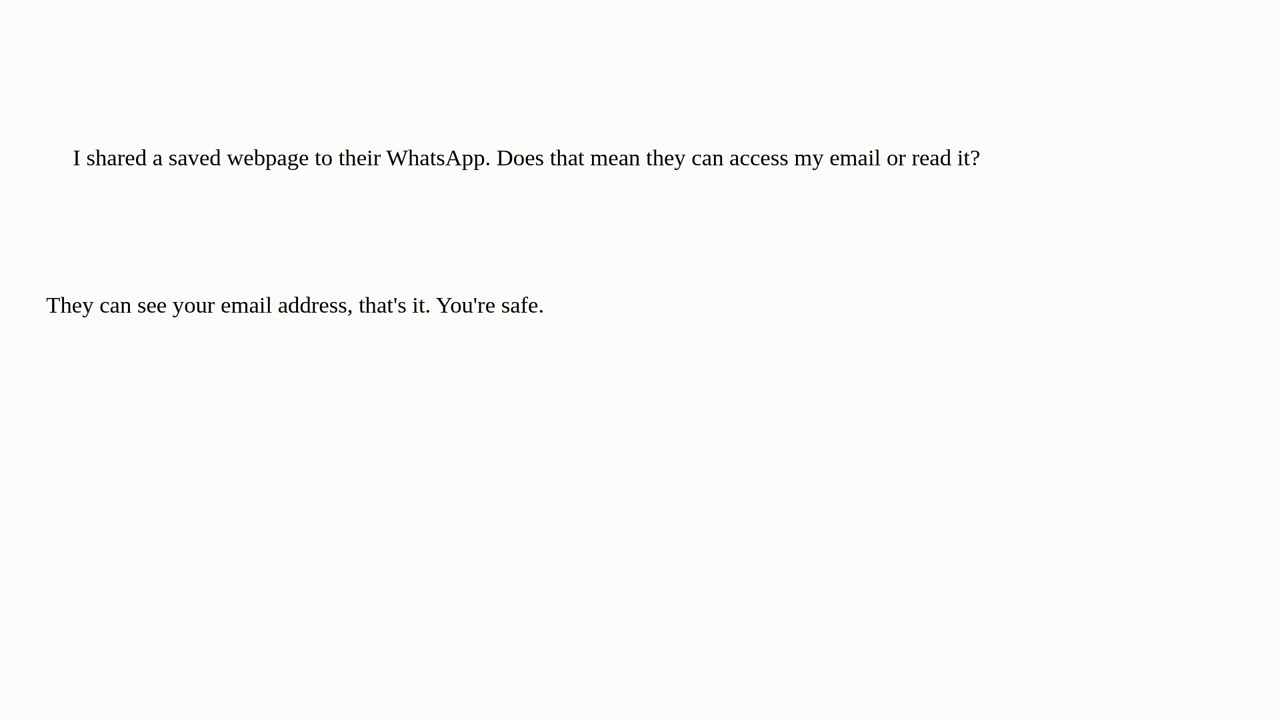 I shared a saved webpage to their WhatsApp. Does that mean they can access my email or read it?
They can see your email address, that's it. You're safe.